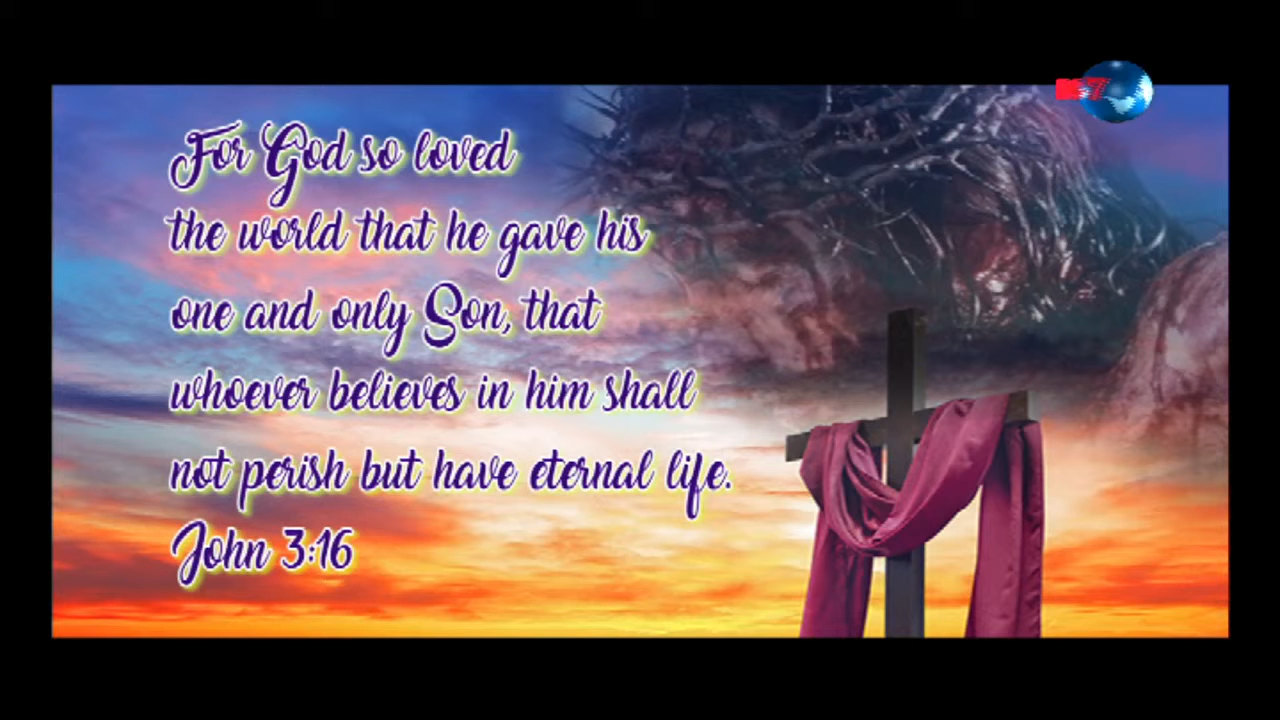 For God so loved
the world that he gave his
one and only Son, that
whoever believes in him shall
not perish but have eternal life.
John 3:16